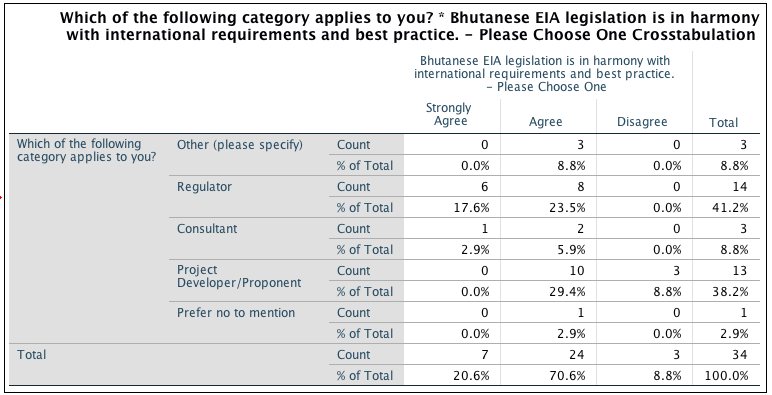 Which of the following category applies to you? * Bhutanese EIA legislation is in harmony
with international requirements and best practice. - Please Choose One Crosstabulation
Bhutanese EIA legislation is in harmony with
international requirements and best practice.
- Please Choose One
Strongly
Agree Agree Disagree Total
Which of the following
category applies to you?
Other (please specify) Count 0 3 0 3
% of Total 0.0% 8.8% 0.0% 8.8%
Regulator Count 6 8 0 14
% of Total 17.6% 23.5% 0.0% 41.2%
Consultant Count 1 2 0 3
% of Total 2.9% 5.9% 0.0% 8.8%
Project
Developer/Proponent
Count 0 10 3 13
% of Total 0.0% 29.4% 8.8% 38.2%
Prefer no to mention Count 0 1 0 1
% of Total 0.0% 2.9% 0.0% 2.9%
Total Count 7 24 3 34
% of Total 20.6% 70.6% 8.8% 100.0%